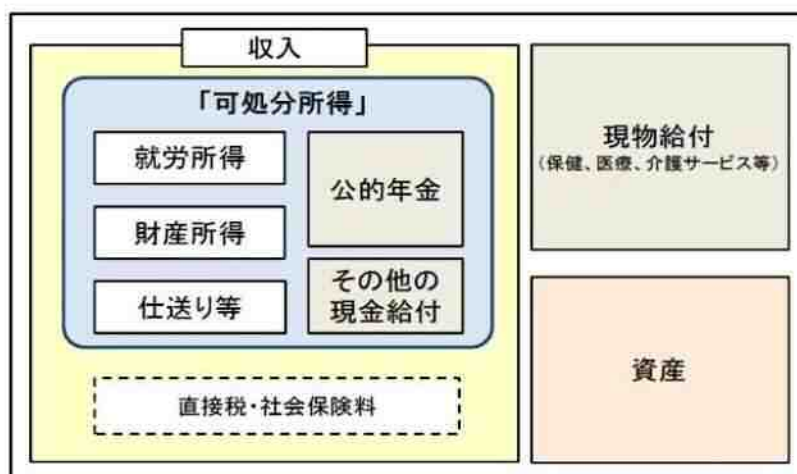 収入
「可処分所得」
就労所得
財産所得
仕送り等
公的年金
その他の
現金給付
直接税・社会保険料
現物給付
(保健、医療、介護サービス等)
資産